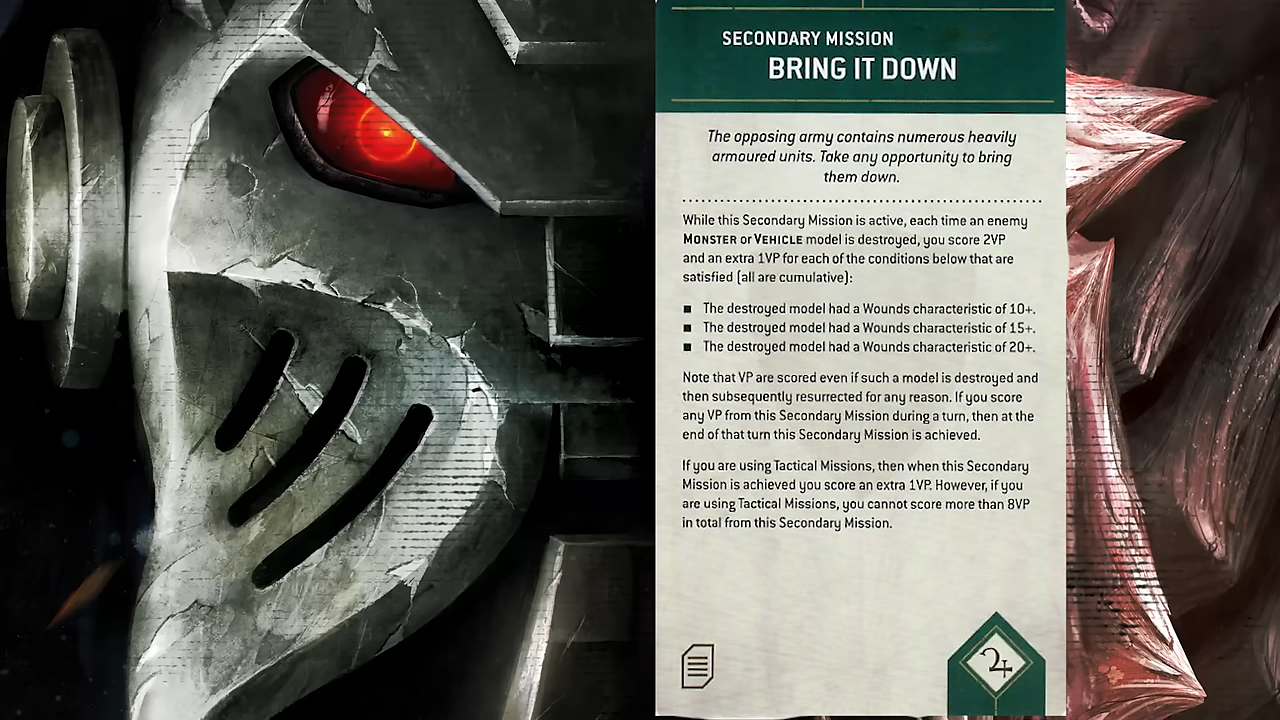 SECONDARY MISSION
BRING IT DOWN
The opposing army contains numerous heavily
armoured units. Take any opportunity to bring
them down.
While this Secondary Mission is active, each time an enemy
MONSTER or VEHICLE model is destroyed, you score 2VP
and an extra 1VP for each of the conditions below that are
satisfied (all are cumulative):
■ The destroyed model had a Wounds characteristic of 10+.
■ The destroyed model had a Wounds characteristic of 15+.
■ The destroyed model had a Wounds characteristic of 20+.
Note that VP are scored even if such a model is destroyed and
then subsequently resurrected for any reason. If you score
any VP from this Secondary Mission during a turn, then at the
end of that turn this Secondary Mission is achieved.
If you are using Tactical Missions, then when this Secondary
Mission is achieved you score an extra 1VP. However, if you
are using Tactical Missions, you cannot score more than 8VP
in total from this Secondary Mission.